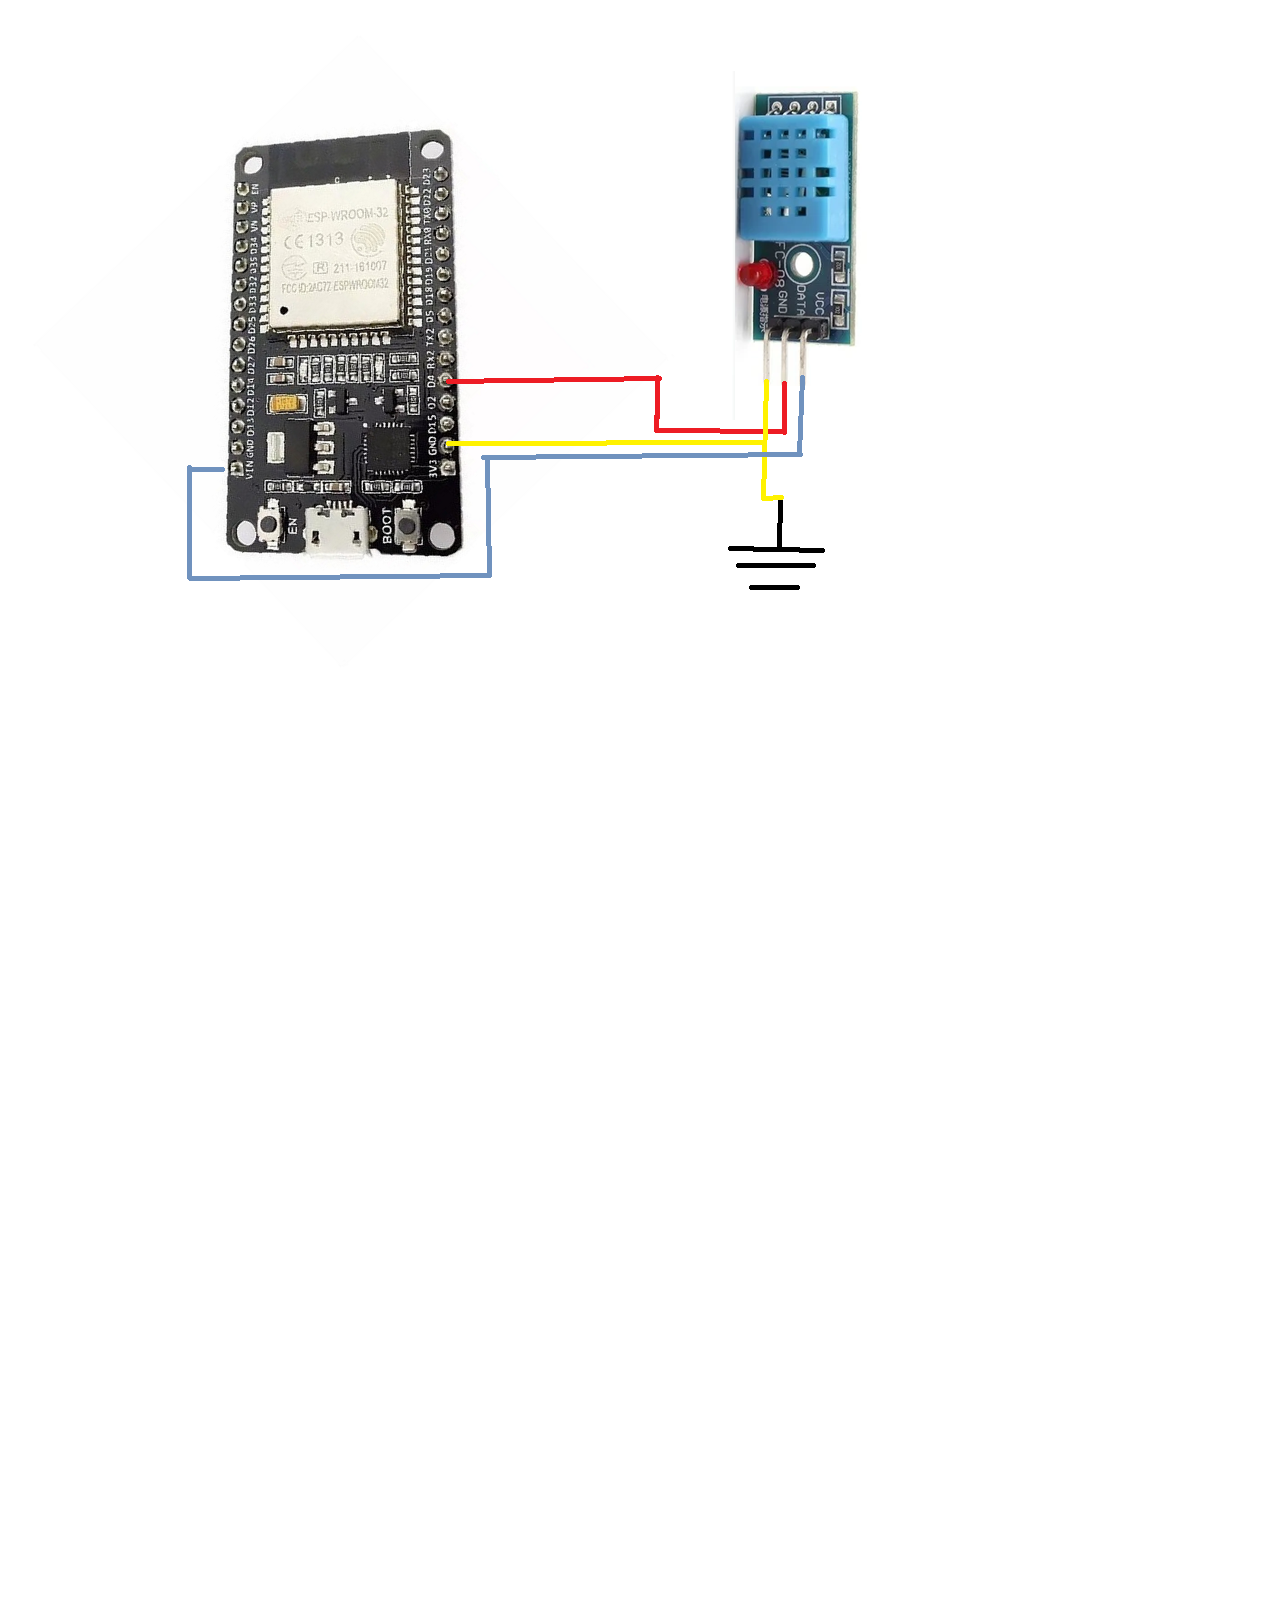 EN
VP
VN
D34
D35
D32
D33
D25
D26
D27
D14
D12
D13
GND
VIN
D23
D22
TX0
RX0
D21
D19
D18
D5
TX2
RX2
D4
D2
D15
GND
3V3
ESP-WROOM-32
CE1313
R 211-161007
FCC ID:2AC7Z-ESPWROOM32
EN
BOOT
FC-08
GND
DATA
VCC